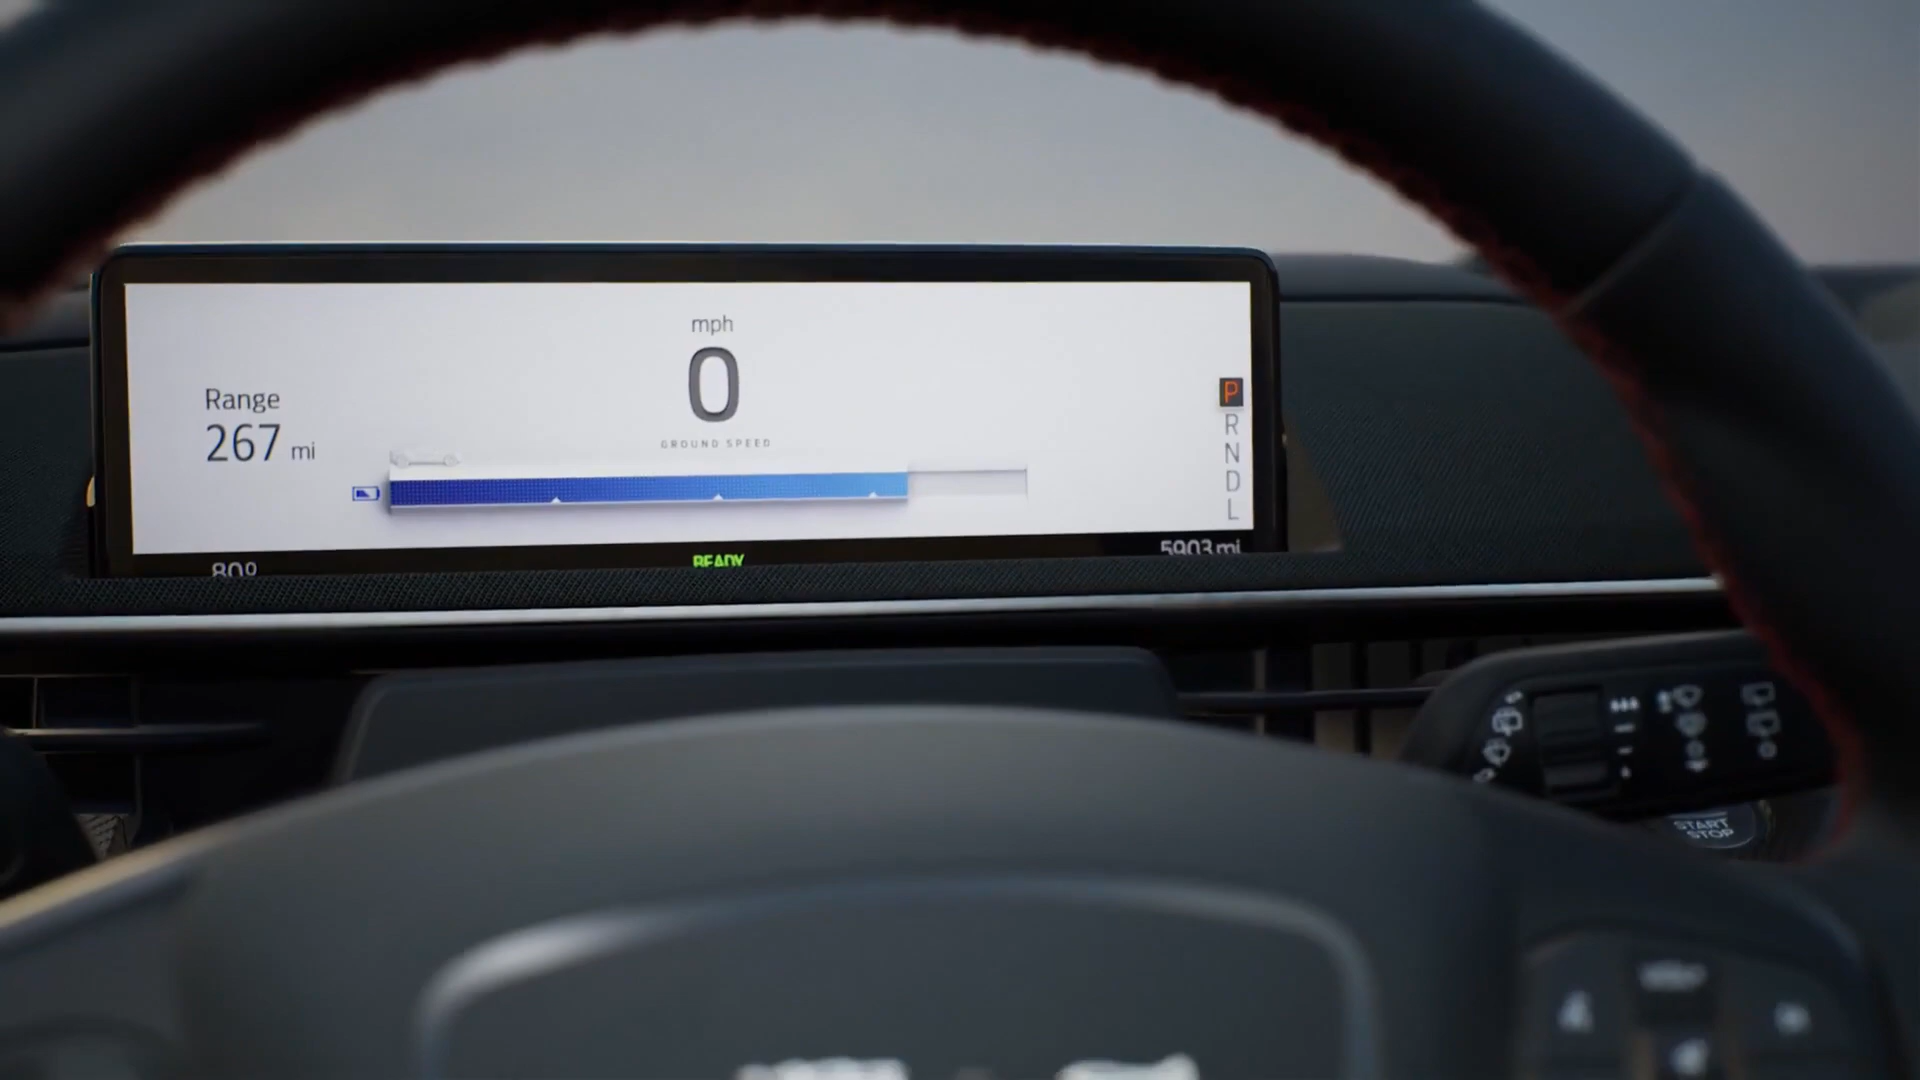 mph
0
GROUND SPEED
Range
267 mi
P
R
N
D
L
80°
READY
5903 mi
START
STOP